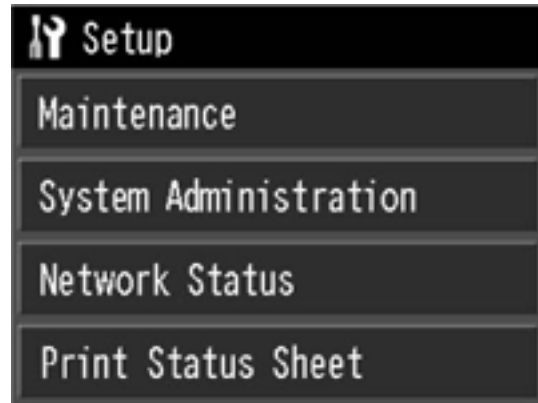 Setup
Maintenance
System Administration
Network Status
Print Status Sheet